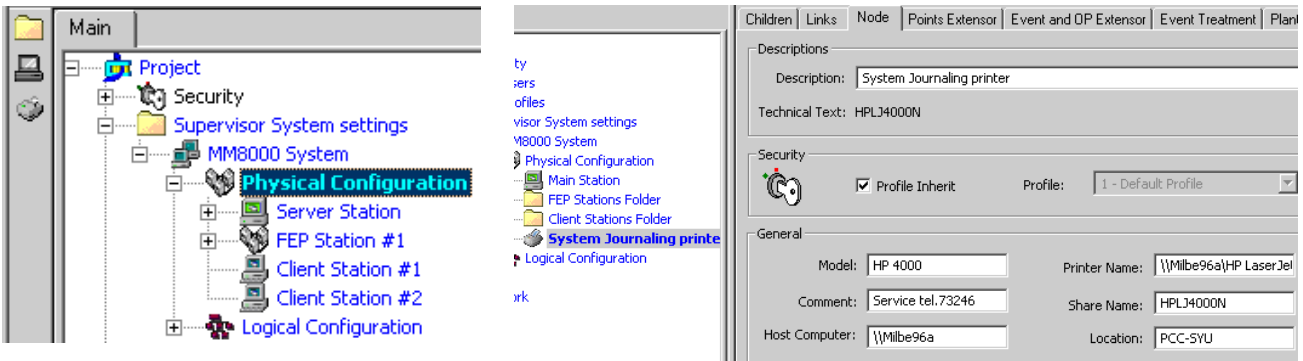 Main
Project
Security
Supervisor System settings
MM8000 System
Physical Configuration
Server Station
FEP Station #1
Client Station #1
Client Station #2
Logical Configuration
ty
sers
ofiles
visor System settings
M8000 System
Physical Configuration
Main Station
FEP Stations Folder
Client Stations Folder
System Journaling printe
Logical Configuration
ork
Children Links Node Points Extensor Event and OP Extensor Event Treatment Plant
Descriptions
Description: System Journaling printer
Technical Text: HPLJ4000N
Security
Profile Inherit Profile: 1 - Default Profile
General
Model: HP 4000 Printer Name: \\Milbe96a\HP LaserJet
Comment: Service tel.73246 Share Name: HPLJ4000N
Host Computer: \\Milbe96a Location: PCC-SYU